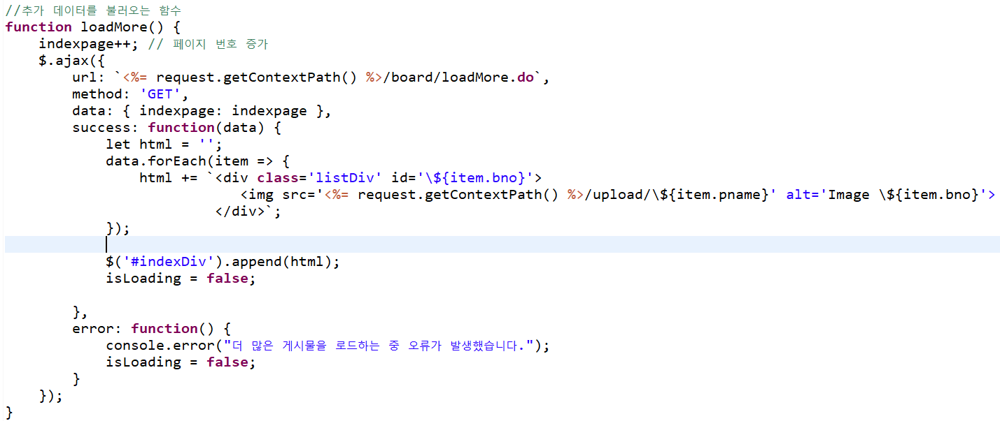 //추가 데이터를 불러오는 함수
function loadMore() {
    indexpage++; // 페이지 번호 증가
    $.ajax({
        url: `<%= request.getContextPath() %>/board/loadMore.do`,
        method: 'GET',
        data: { indexpage: indexpage },
        success: function(data) {
            let html = '';
            data.forEach(item => {
                html += `<div class='listDiv' id='\${item.bno}'>
                            <img src='<%= request.getContextPath() %>/upload/\${item.pname}' alt='Image \${item.bno}'>
                         </div>`;
            });
            $('#indexDiv').append(html);
            isLoading = false;
        },
        error: function() {
            console.error("더 많은 게시물을 로드하는 중 오류가 발생했습니다.");
            isLoading = false;
        }
    });
}